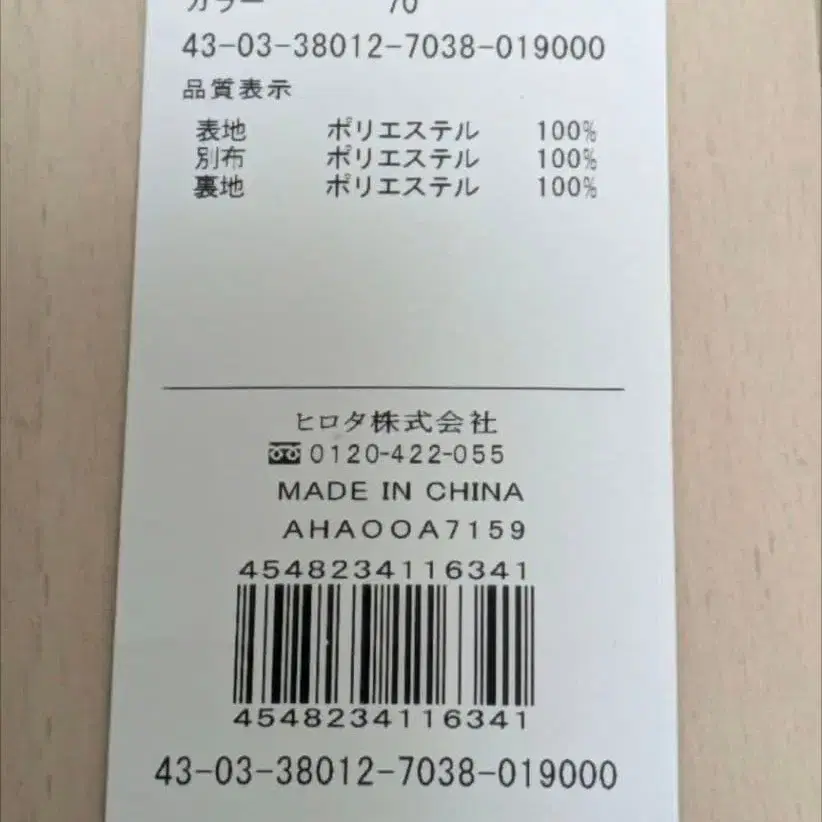 カラー 70
43-03-38012-7038-019000
品質表示
表地 ポリエステル 100%
別布 ポリエステル 100%
裏地 ポリエステル 100%
ヒロタ株式会社
0120-422-055
MADE IN CHINA
AHAOOA7159
4548234116341
4548234116341
43-03-38012-7038-019000